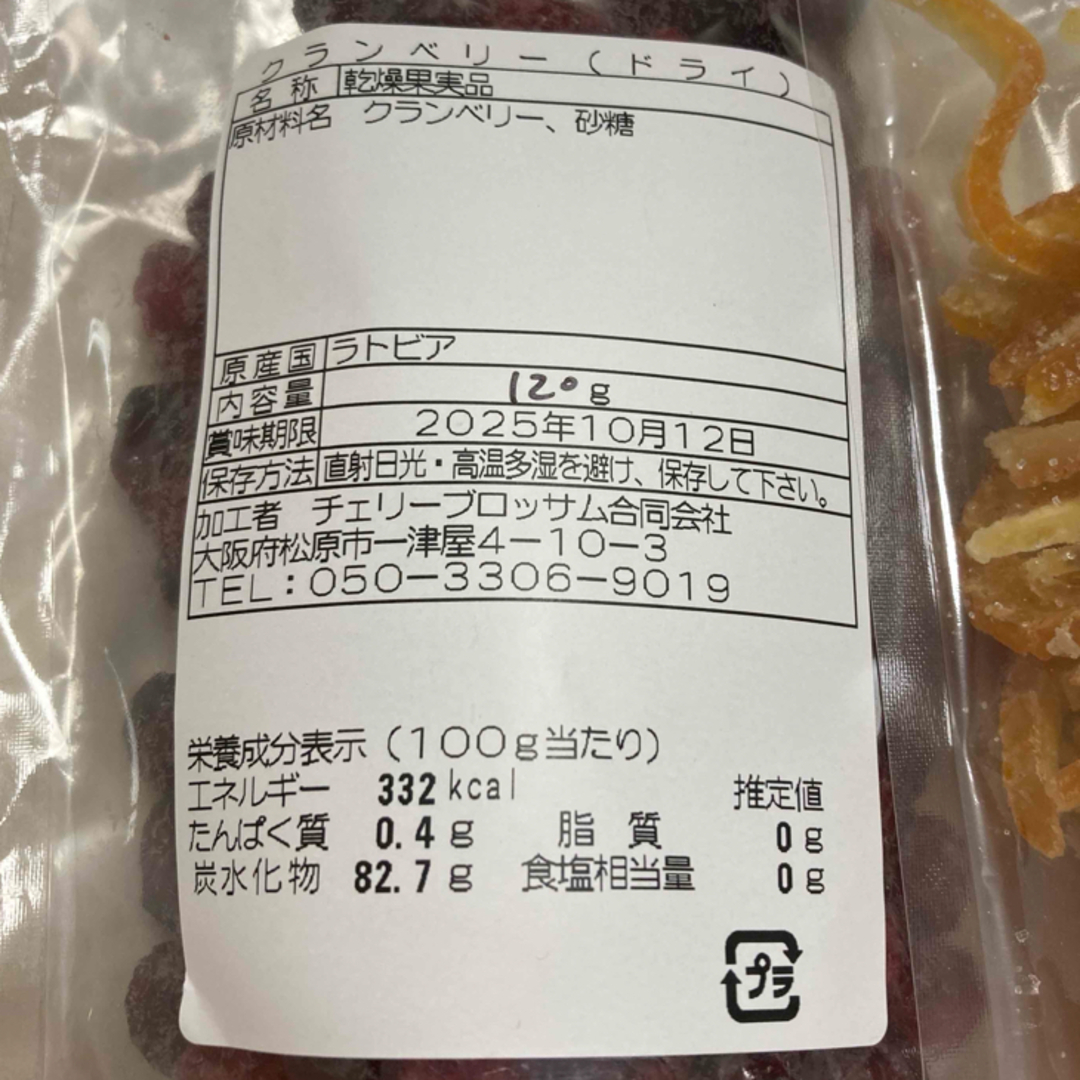 クランベリー(ドライ)
名称 乾燥果実品
原材料名 クランベリー、砂糖
原産国 ラトビア
内容量 120g
賞味期限 2025年10月12日
保存方法 直射日光・高温多湿を避け、保存して下さい。
加工者 チェリーブロッサム合同会社
大阪府松原市一津屋4-10-3
TEL:050-3306-9019
栄養成分表示(100g当たり)
エネルギー 332kcal 推定値
たんぱく質 0.4g 脂質 0g
炭水化物 82.7g 食塩相当量 0g
プラ